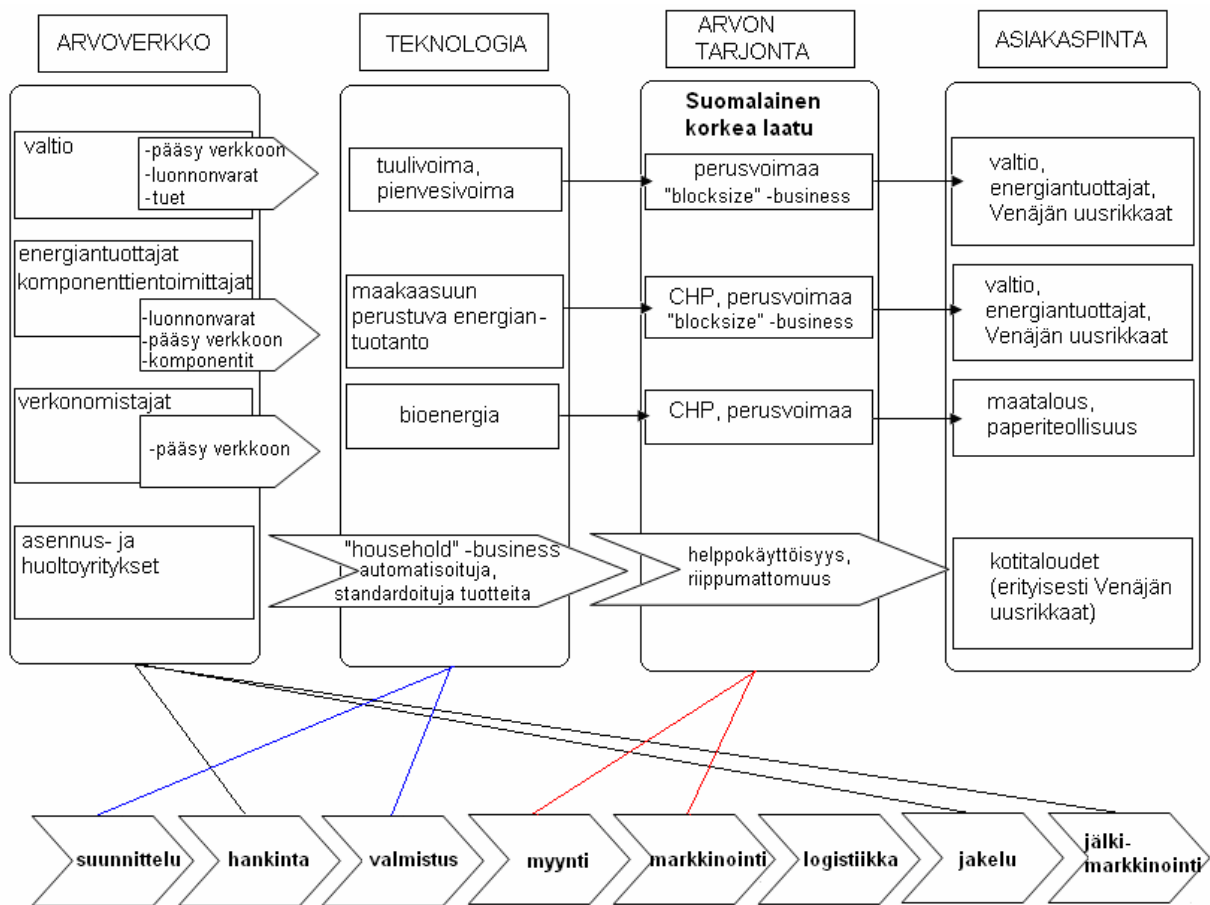 ARVOVERKKO
TEKNOLOGIA
ARVON
TARJONTA
ASIAKASPINTA
valtio
-pääsy verkkoon
-luonnonvarat
-tuet
energiantuottajat
komponenttientoimittajat
-luonnonvarat
-pääsy verkkoon
-komponentit
verkonomistajat
-pääsy verkkoon
asennus- ja
huoltoyritykset
tuulivoima,
pienvesivoima
maakaasuun
perustuva energian-
tuotanto
bioenergia
"household" -business
automatisoituja,
standardoituja tuotteita
Suomalainen
korkea laatu
perusvoimaa
"blocksize" -business
CHP, perusvoimaa
"blocksize" -business
CHP, perusvoimaa
helppokäyttöisyys,
riippumattomuus
valtio,
energiantuottajat,
Venäjän uusrikkaat
valtio,
energiantuottajat,
Venäjän uusrikkaat
maatalous,
paperiteollisuus
kotitaloudet
(erityisesti Venäjän
uusrikkaat)
suunnittelu
hankinta
valmistus
myynti
markkinointi
logistiikka
jakelu
jälki-
markkinointi